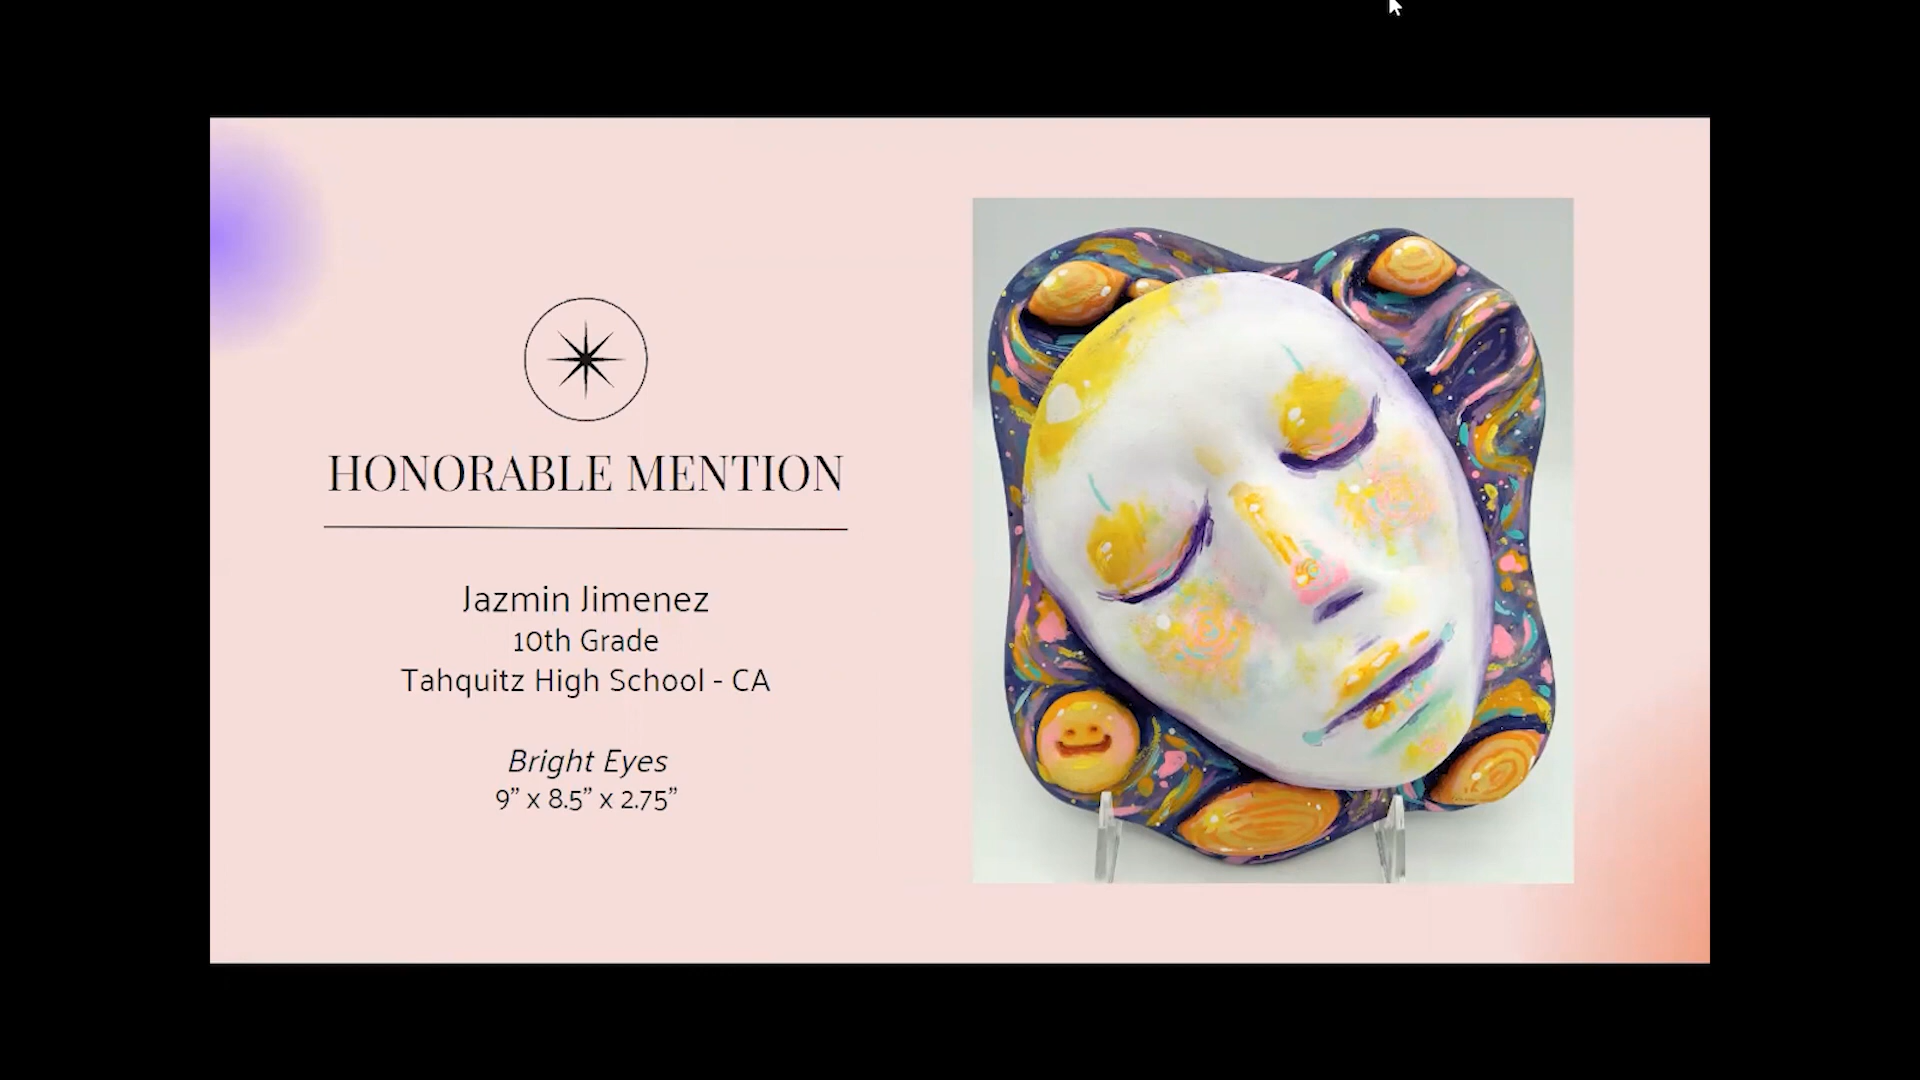 HONORABLE MENTION
Jazmin Jimenez
10th Grade
Tahquitz High School - CA
Bright Eyes
9” x 8.5” x 2.75”